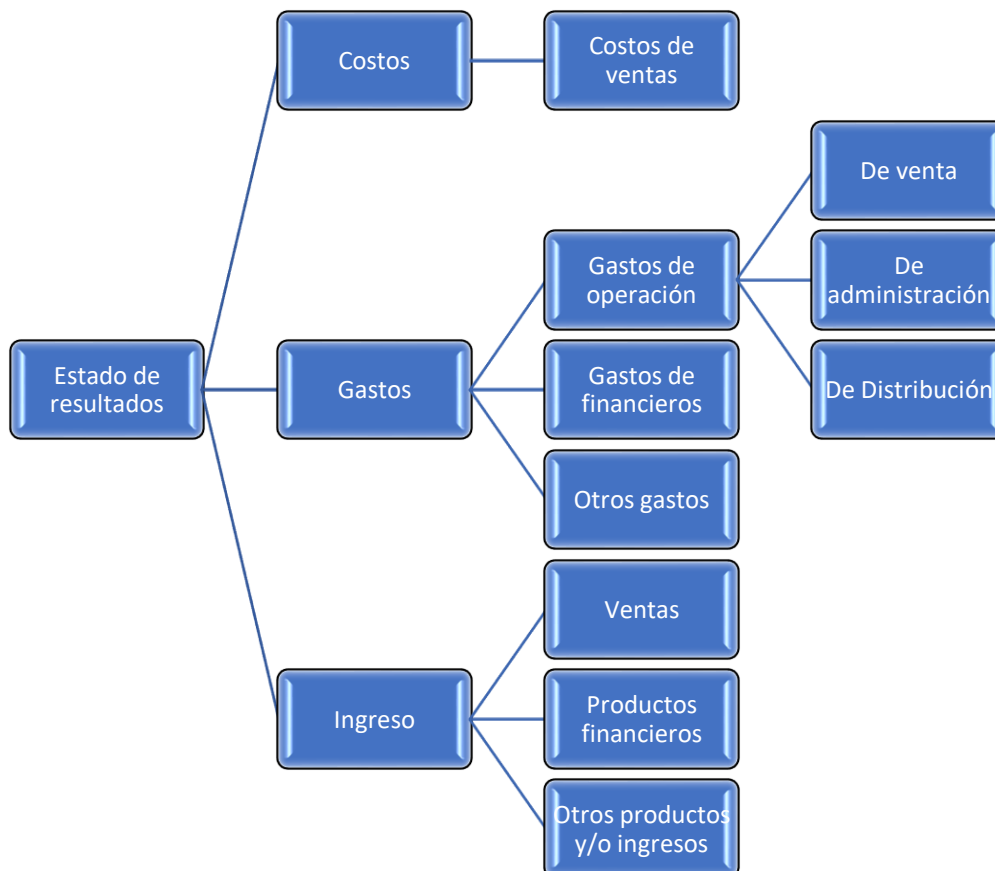 Costos
Costos de
ventas
De venta
Gastos de
operación
De
administración
Estado de
resultados
Gastos
Gastos de
financieros
De Distribución
Otros gastos
Ventas
Ingreso
Productos
financieros
Otros productos
y/o ingresos